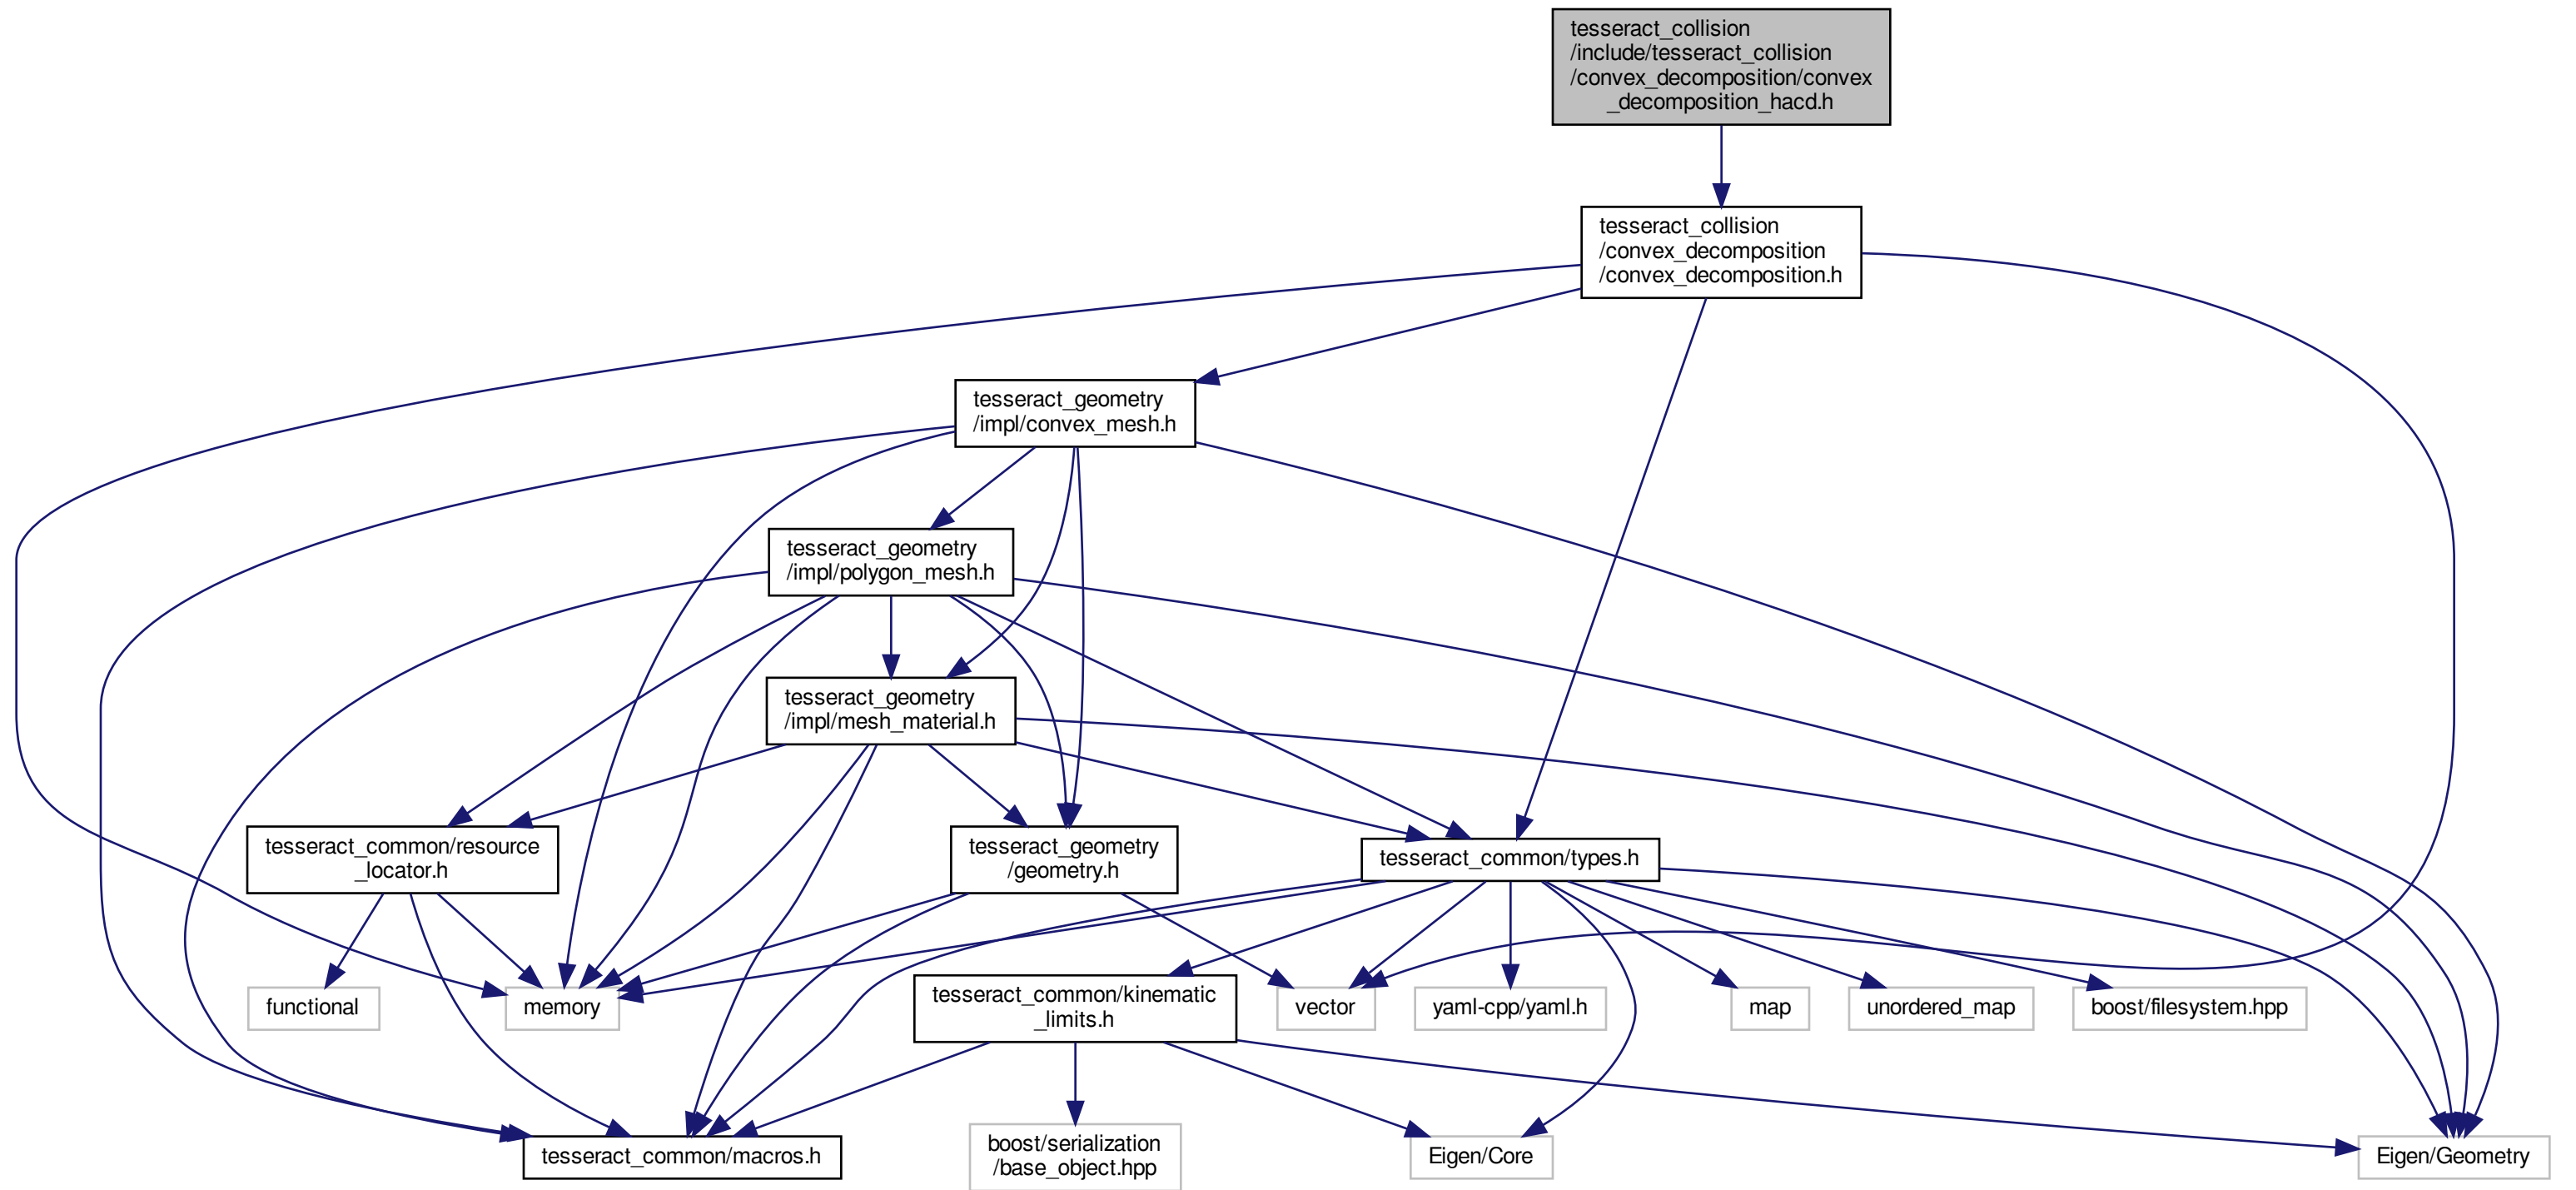 tesseract_collision
/include/tesseract_collision
/convex_decomposition/convex
_decomposition_hacd.h
tesseract_collision
/convex_decomposition
/convex_decomposition.h
tesseract_geometry
/impl/convex_mesh.h
tesseract_geometry
/impl/polygon_mesh.h
tesseract_geometry
/impl/mesh_material.h
tesseract_common/resource
_locator.h
tesseract_geometry
/geometry.h
tesseract_common/types.h
functional
memory
tesseract_common/kinematic
_limits.h
vector
yaml-cpp/yaml.h
map
unordered_map
boost/filesystem.hpp
tesseract_common/macros.h
boost/serialization
/base_object.hpp
Eigen/Core
Eigen/Geometry